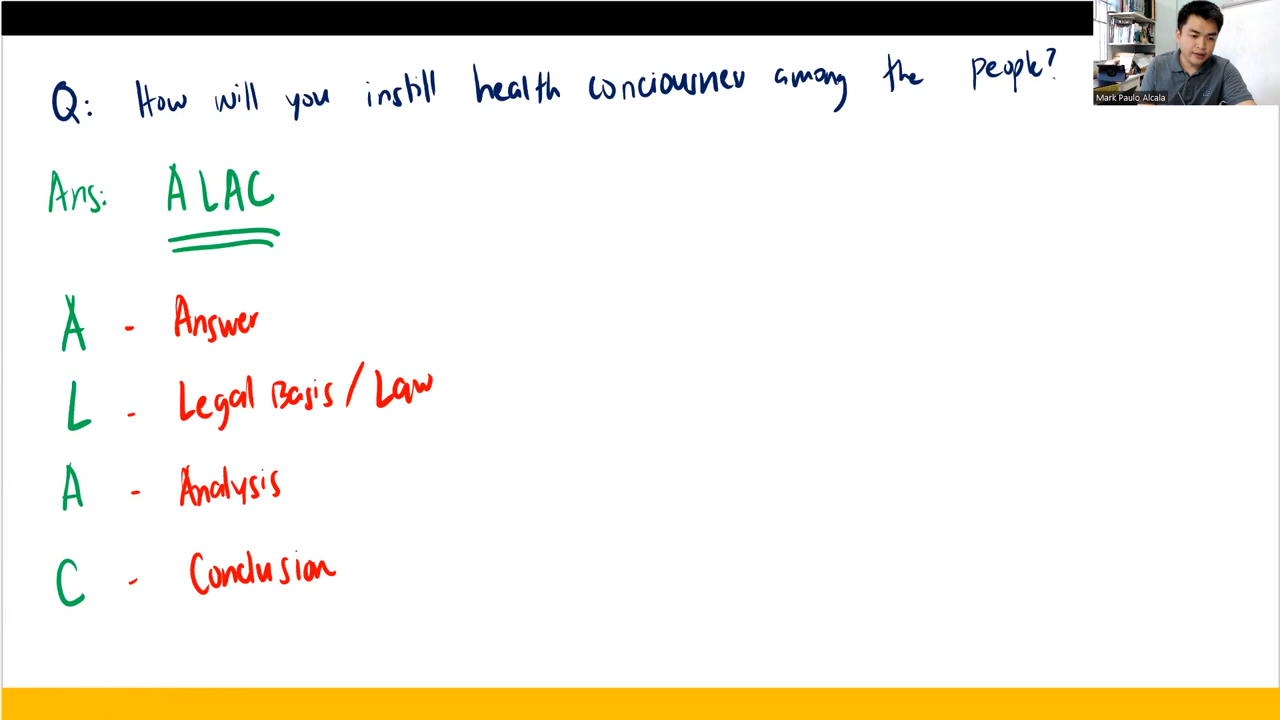 Q: How will you instill health conciousness among the people?
Mark Paulo Alcala
Ans: ALAC
A - Answer
L - Legal Basis / Law
A - Analysis
C - Conclusion